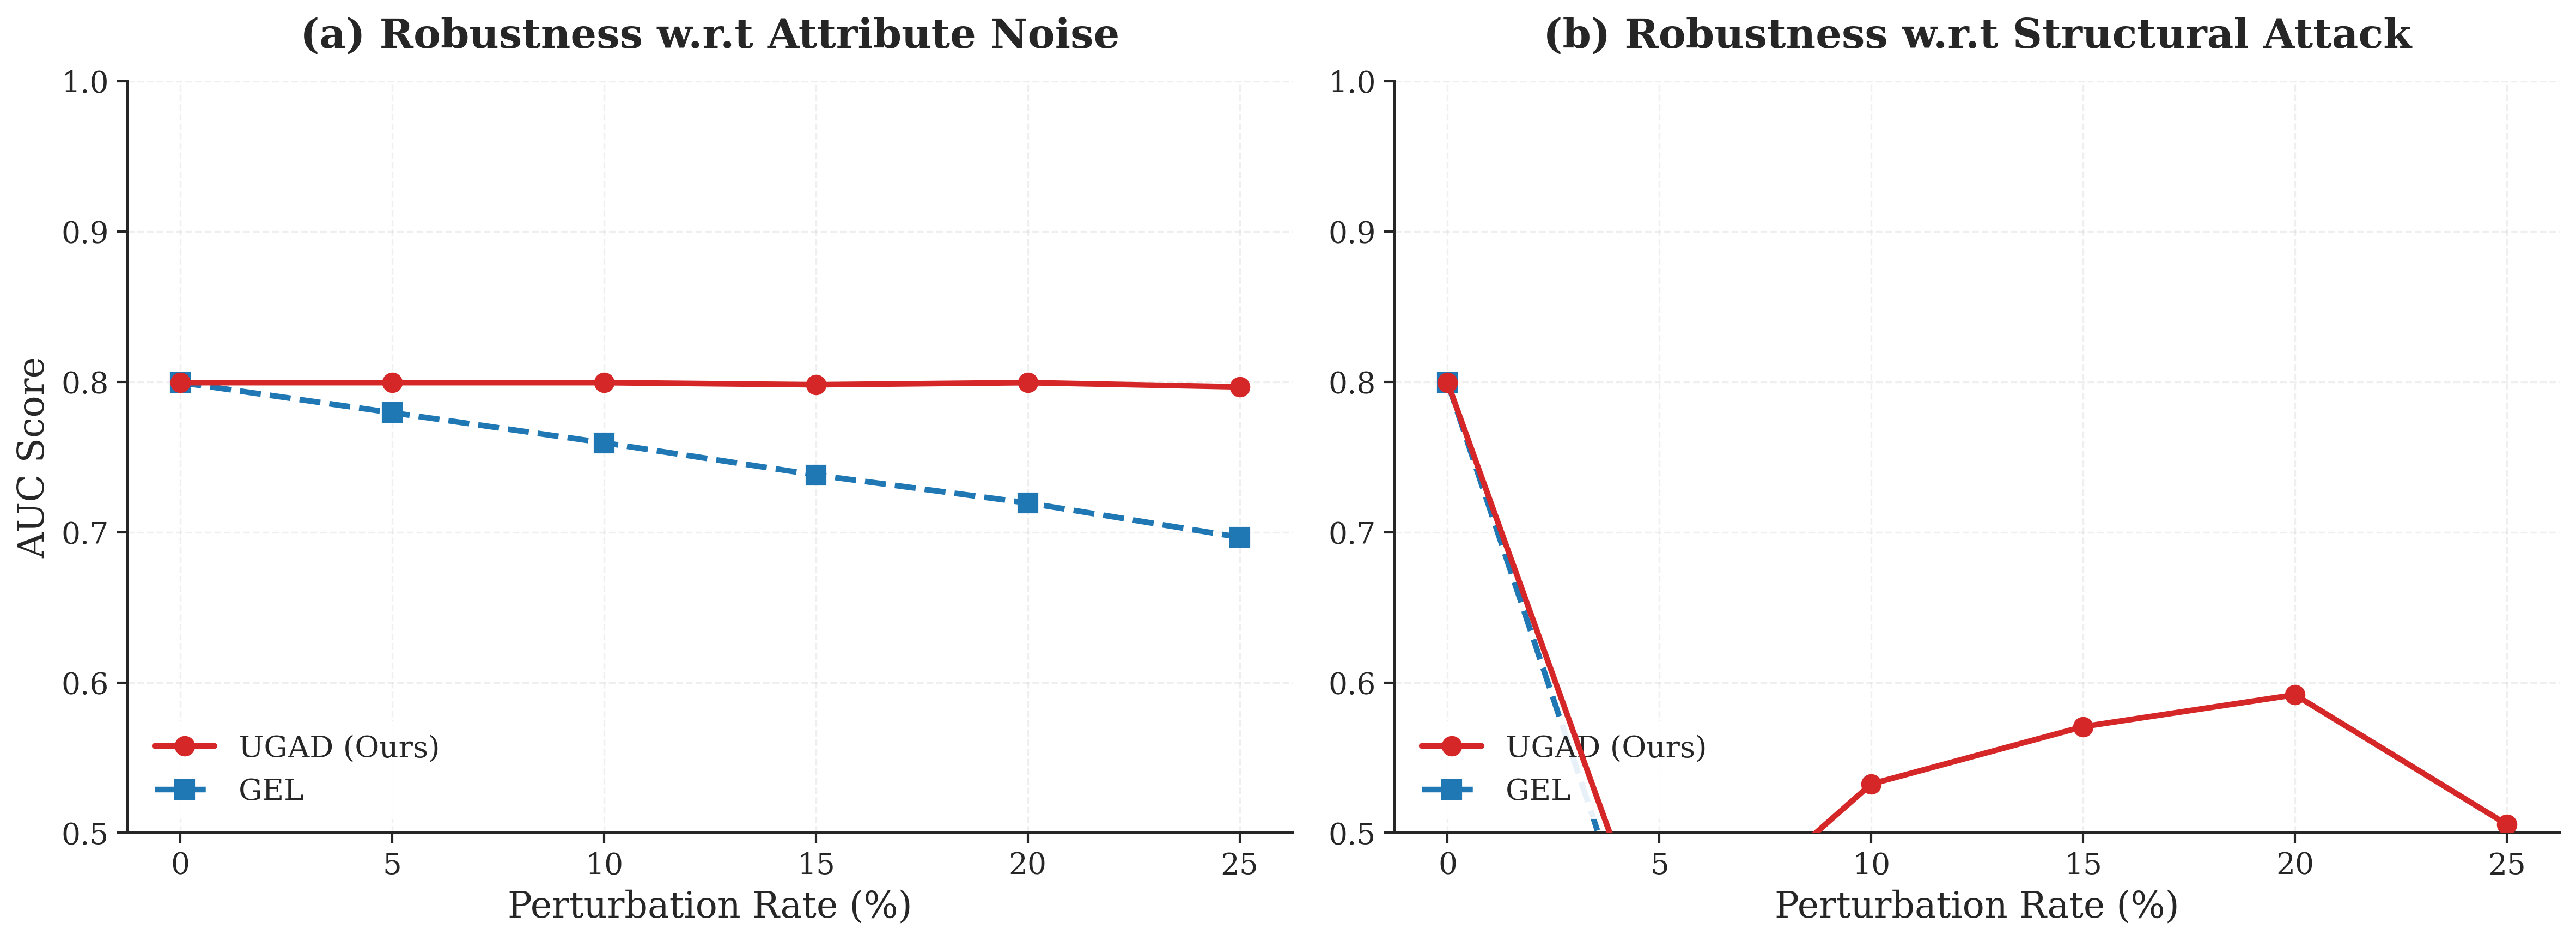 (a) Robustness w.r.t Attribute Noise
1.0
0.9
0.8
0.7
0.6
0.5
AUC Score
UGAD (Ours)
GEL
0 5 10 15 20 25
Perturbation Rate (%)
(b) Robustness w.r.t Structural Attack
1.0
0.9
0.8
0.7
0.6
0.5
UGAD (Ours)
GEL
0 5 10 15 20 25
Perturbation Rate (%)